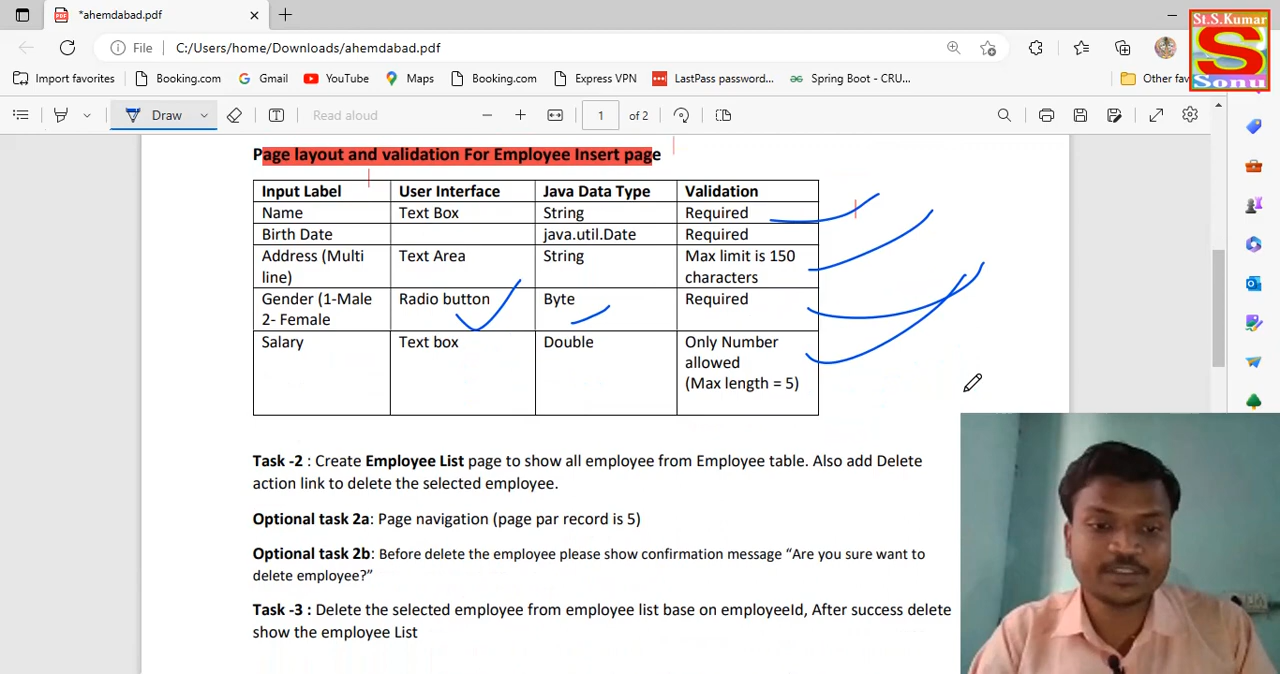 *ahemdabad.pdf
File
C:/Users/home/Downloads/ahemdabad.pdf
Import favorites
Booking.com
Gmail
YouTube
Maps
Booking.com
Express VPN
LastPass password...
Spring Boot - CRU...
Other fav
St.S.Kumar
S
Sonu
Draw
Read aloud
1 of 2
Page layout and validation For Employee Insert page
Input Label User Interface Java Data Type Validation
Name Text Box String Required
Birth Date java.util.Date Required
Address (Multi Text Area String Max limit is 150
line) characters
Gender (1-Male Radio button Byte Required
2- Female
Salary Text box Double Only Number
allowed
(Max length = 5)
Task -2 : Create Employee List page to show all employee from Employee table. Also add Delete
action link to delete the selected employee.
Optional task 2a: Page navigation (page par record is 5)
Optional task 2b: Before delete the employee please show confirmation message “Are you sure want to
delete employee?”
Task -3 : Delete the selected employee from employee list base on employeeId, After success delete
show the employee List